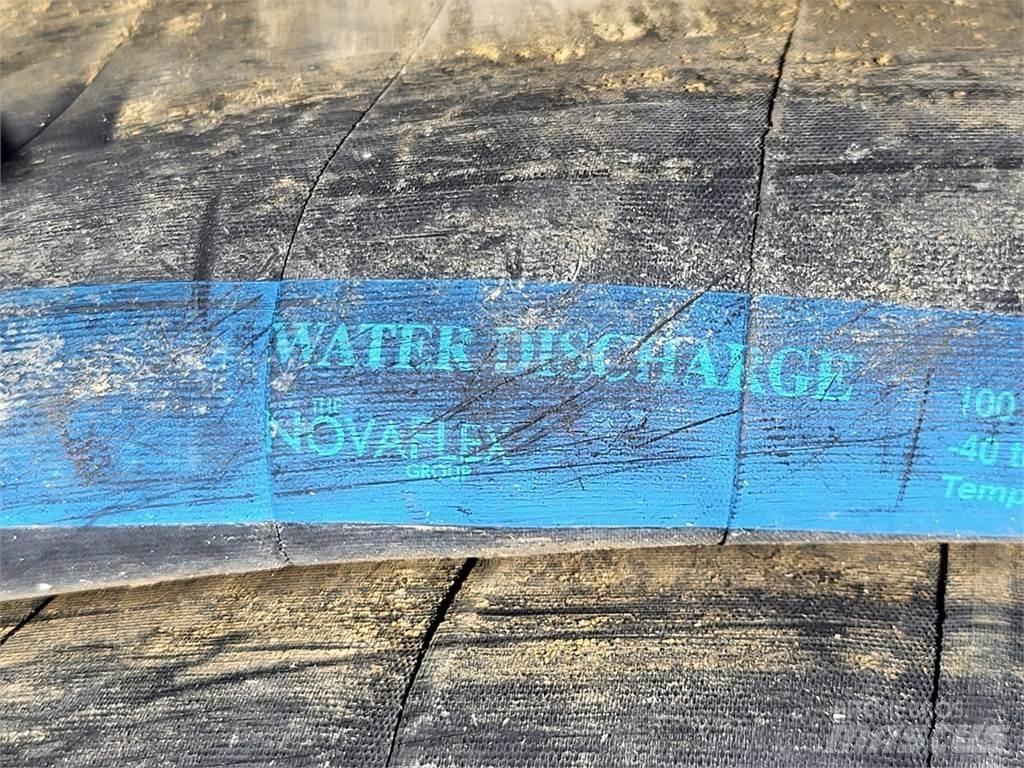 WATER DISCHARGE
THE
NOVAFLEX
GROUP
100
-40 t
Temp